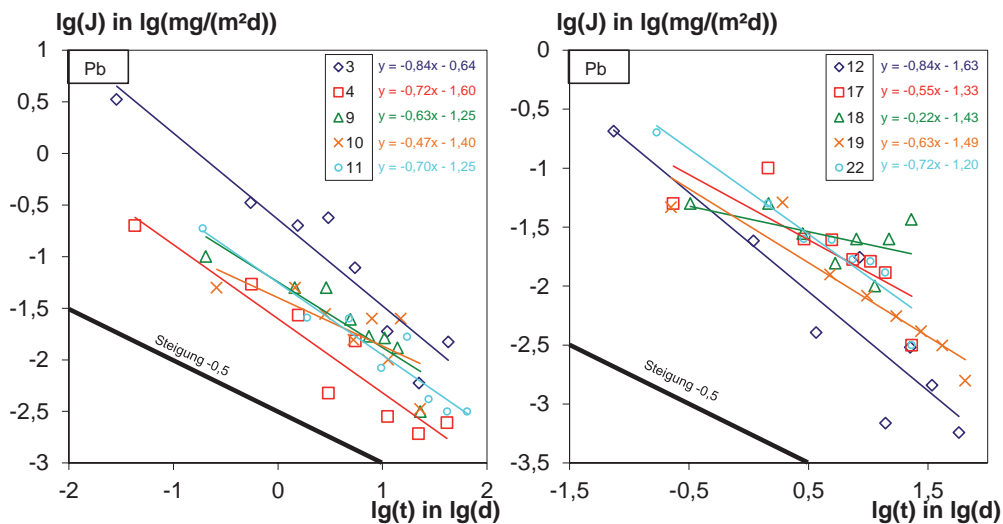 lg(J) in lg(mg/(m²d))
1
0,5
0
-0,5
-1
-1,5
-2
-2,5
-3
Pb
3 y = -0,84x - 0,64
4 y = -0,72x - 1,60
9 y = -0,63x - 1,25
10 y = -0,47x - 1,40
11 y = -0,70x - 1,25
Steigung -0,5
-2 -1 0 1 2
lg(t) in lg(d)
lg(J) in lg(mg/(m²d))
0
-0,5
-1
-1,5
-2
-2,5
-3
-3,5
Pb
12 y = -0,84x - 1,63
17 y = -0,55x - 1,33
18 y = -0,22x - 1,43
19 y = -0,63x - 1,49
22 y = -0,72x - 1,20
Steigung -0,5
-1,5 -0,5 0,5 1,5
lg(t) in lg(d)